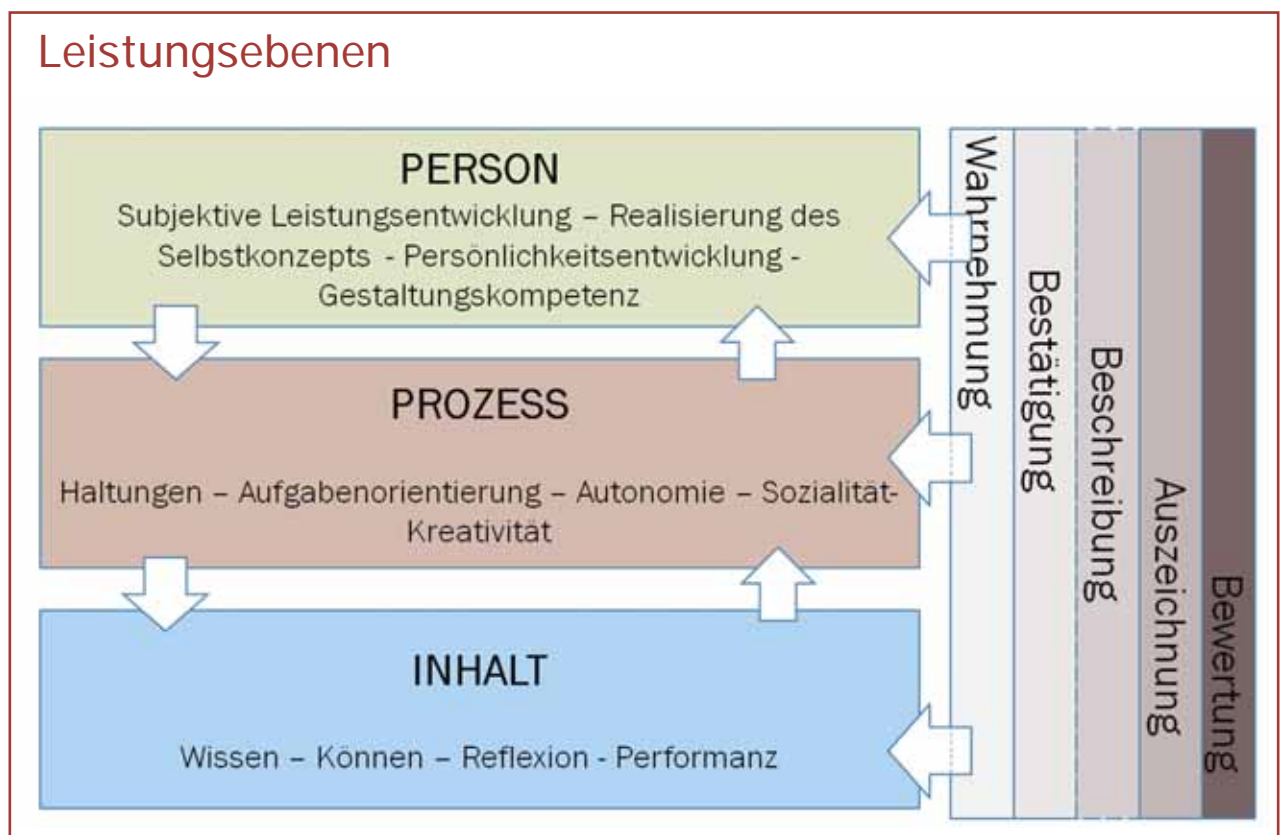 Leistungsebenen
PERSON
Subjektive Leistungsentwicklung – Realisierung des
Selbstkonzepts - Persönlichkeitsentwicklung -
Gestaltungskompetenz
PROZESS
Haltungen – Aufgabenorientierung – Autonomie – Sozialität-
Kreativität
INHALT
Wissen – Können – Reflexion - Performanz
Wahrnehmung
Bestätigung
Beschreibung
Auszeichnung
Bewertung